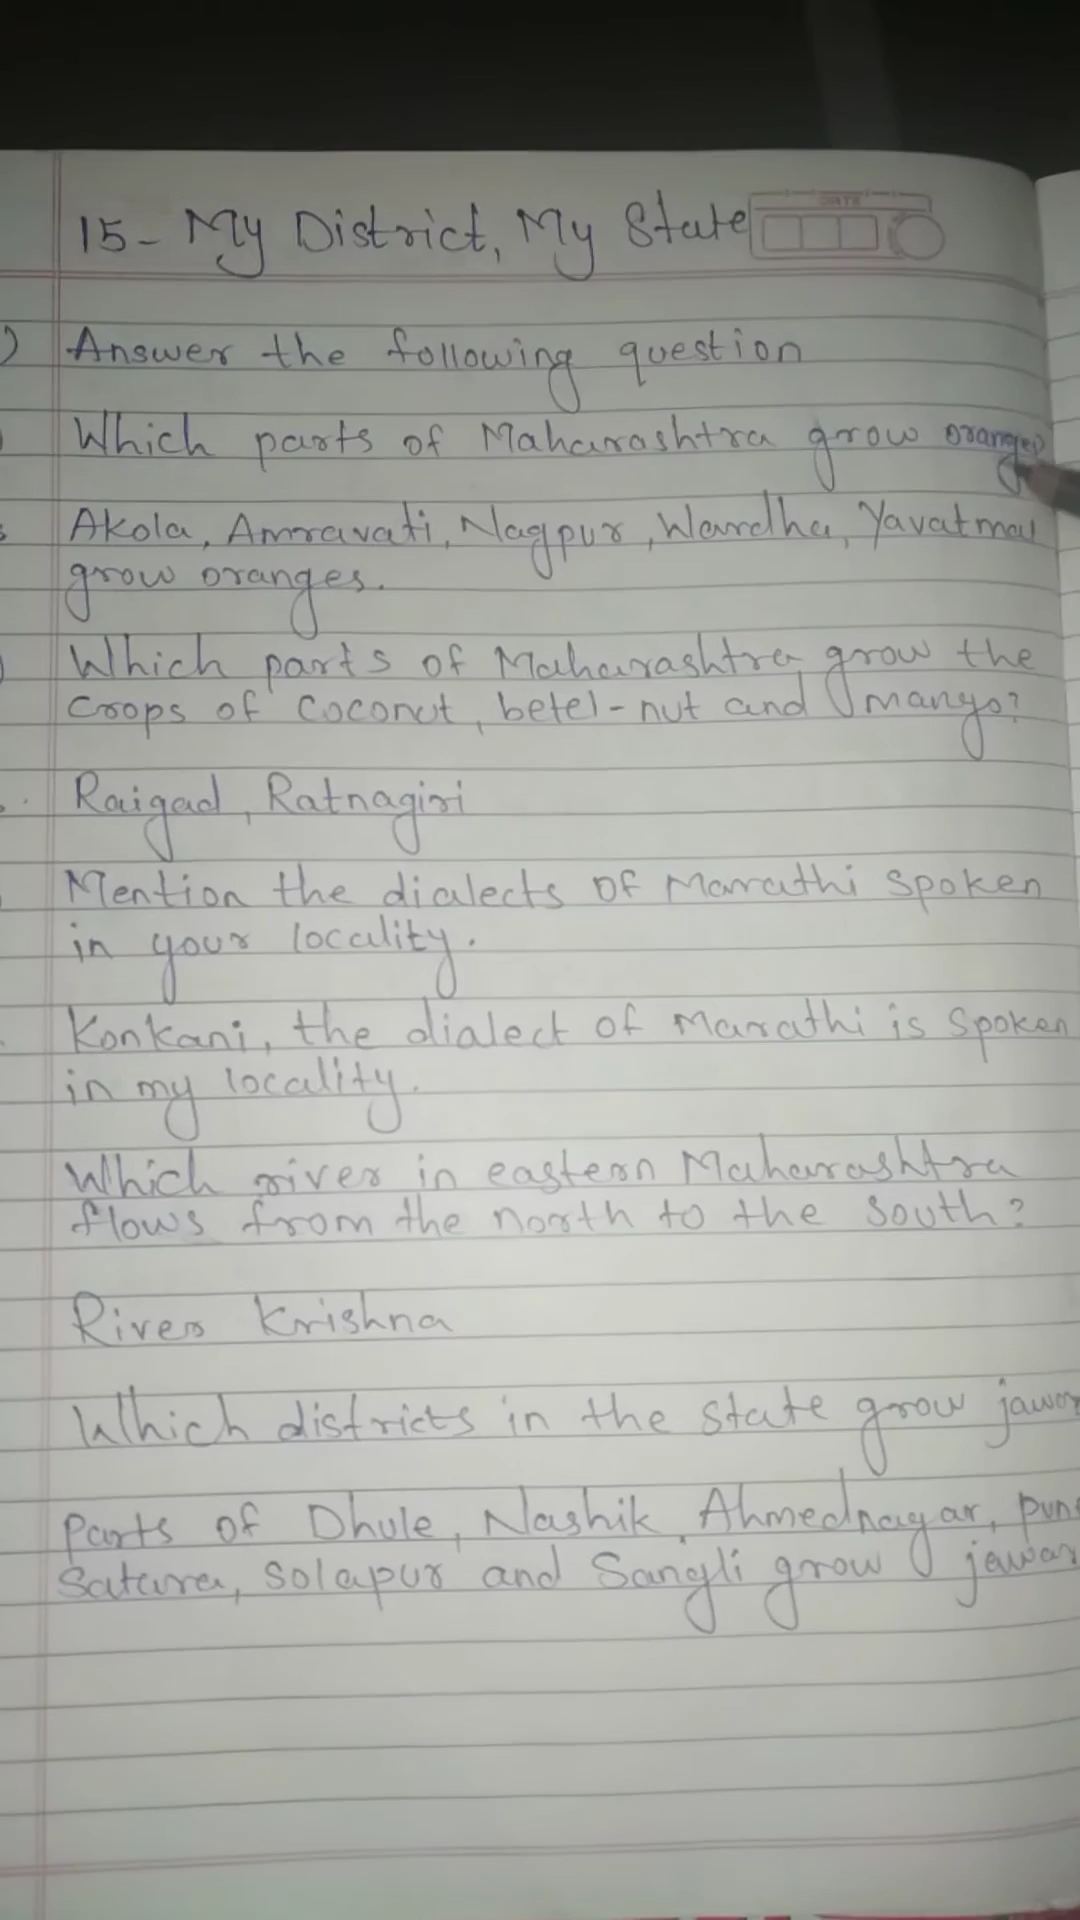 15- My District, My State
DATE
Answer the following question
Which parts of Maharashtra grow oranges
Akola, Amravati, Nagpur, Wardha, Yavatmal
grow oranges.
Which parts of Maharashtra grow the
crops of coconut, betel-nut and mango?
Raigad, Ratnagiri
Mention the dialects of Marathi spoken
in your locality.
Konkani, the dialect of Marathi is spoken
in my locality.
Which river in eastern Maharashtra
flows from the north to the south?
River Krishna
Which districts in the state grow jawar
Parts of Dhule, Nashik, Ahmednagar, pune
Satara, Solapur and Sangli grow jawar